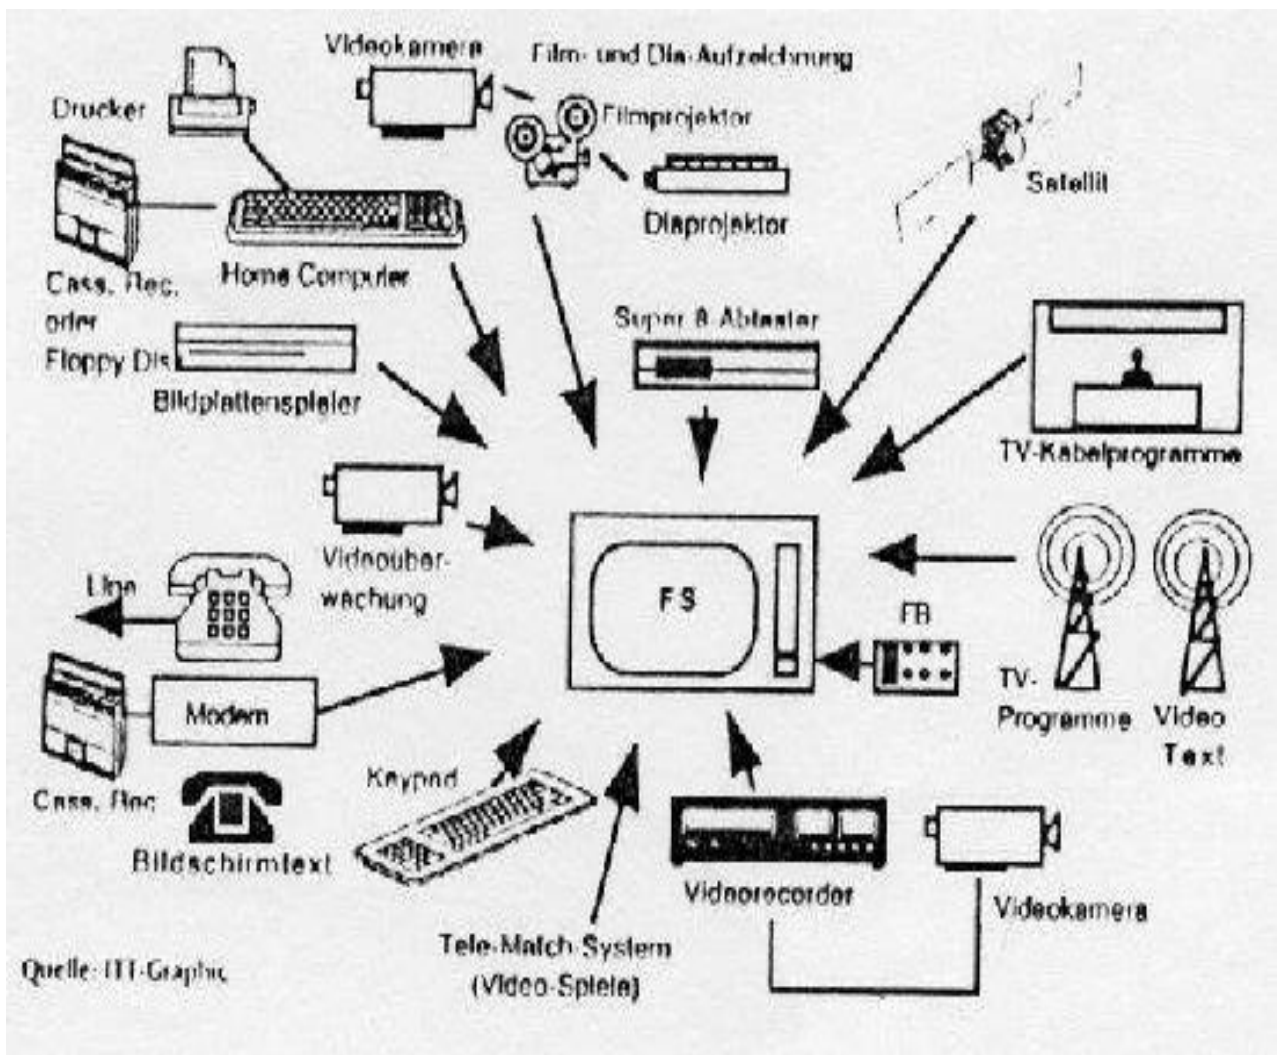 Videokamera
Film- und Dia-Aufzeichnung
Drucker
Filmprojektor
Satellit
Diaprojektor
Home Computer
Cass. Rec.
oder
Floppy Dis
Super 8 Abtaster
Bildplattenspieler
TV-Kabelprogramme
Videoüber-
wachung
Line
FS
FB
TV-
Programme
Video
Text
Modem
Keypad
Cass. Rec
Bildschirmtext
Videorecorder
Videokamera
Tele-Match-System
(Video-Spiele)
Quelle: ITT-Graphic